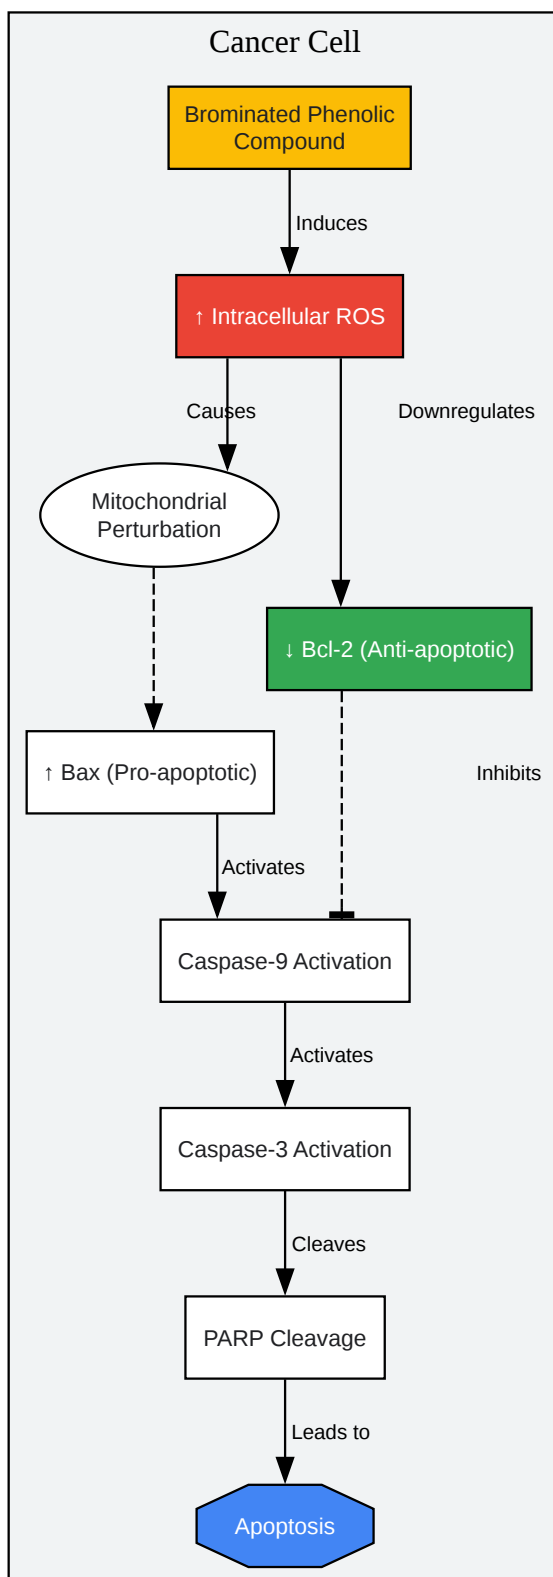 Cancer Cell
Brominated Phenolic
Compound
Induces
↑ Intracellular ROS
Causes
Downregulates
Mitochondrial
Perturbation
↓ Bcl-2 (Anti-apoptotic)
↑ Bax (Pro-apoptotic)
Inhibits
Activates
Caspase-9 Activation
Activates
Caspase-3 Activation
Cleaves
PARP Cleavage
Leads to
Apoptosis